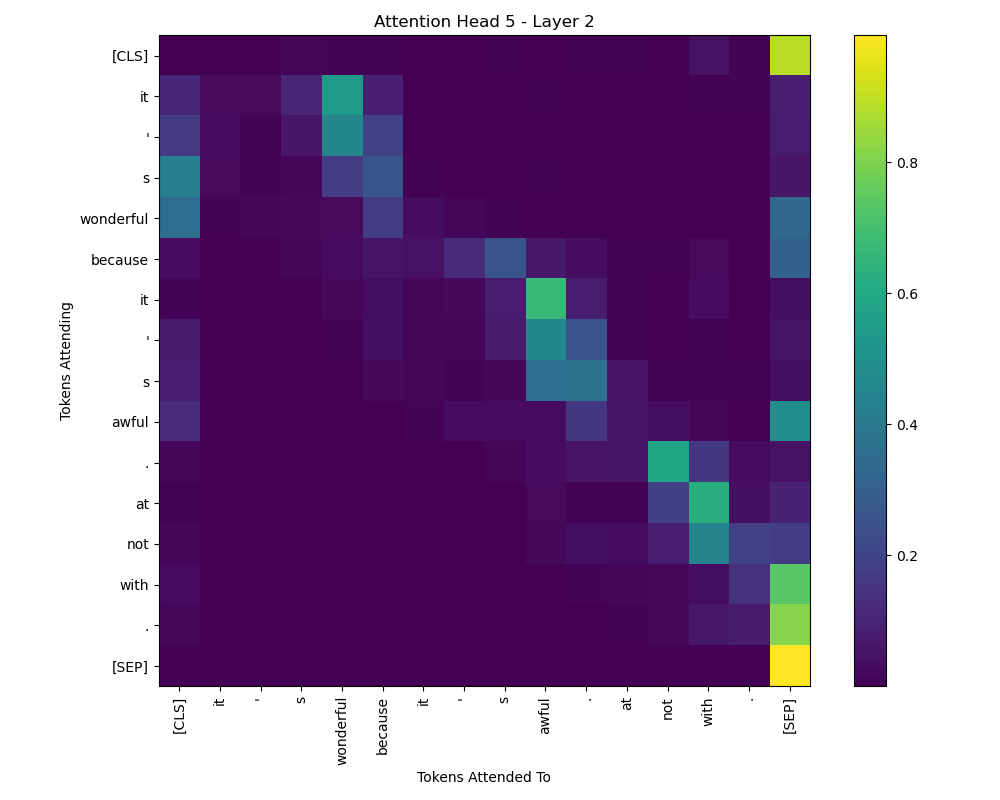 Attention Head 5 - Layer 2
[CLS]
it
'
s
wonderful
because
it
'
s
awful
.
at
not
with
.
[SEP]
Tokens Attending
[CLS]
it
'
s
wonderful
because
it
'
s
awful
.
at
not
with
.
[SEP]
Tokens Attended To
0.8
0.6
0.4
0.2